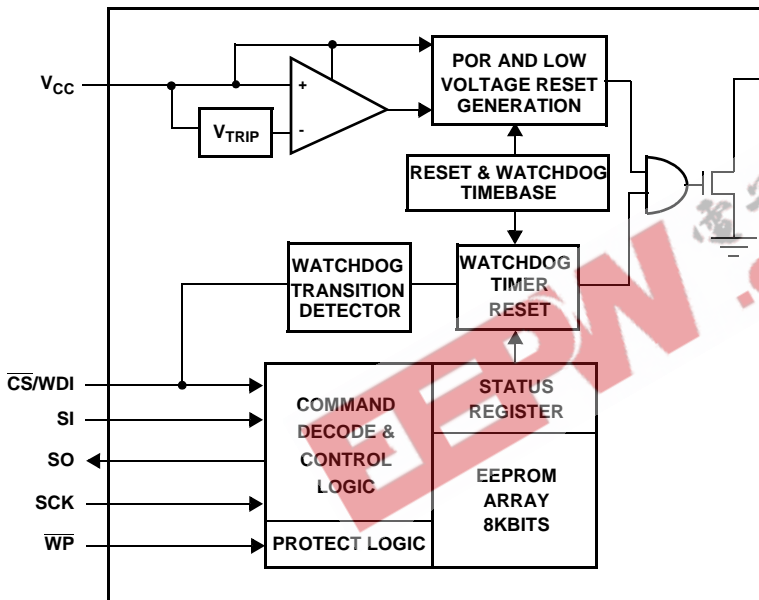 POR AND LOW
VOLTAGE RESET
GENERATION
VCC
+
-
VTRIP
RESET & WATCHDOG
TIMEBASE
WATCHDOG
TRANSITION
DETECTOR
WATCHDOG
TIMER
RESET
CS/WDI
SI
SO
SCK
WP
COMMAND
DECODE &
CONTROL
LOGIC
PROTECT LOGIC
STATUS
REGISTER
EEPROM
ARRAY
8KBITS
EEPW